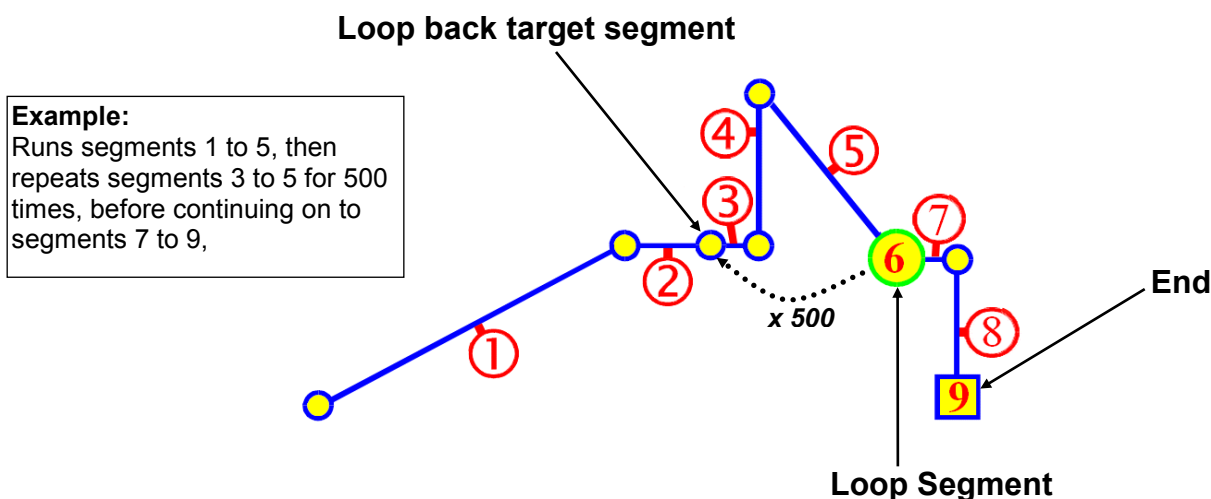 Loop back target segment
Example:
Runs segments 1 to 5, then
repeats segments 3 to 5 for 500
times, before continuing on to
segments 7 to 9,
4
5
3
7
6
2
End
x 500
8
1
9
Loop Segment